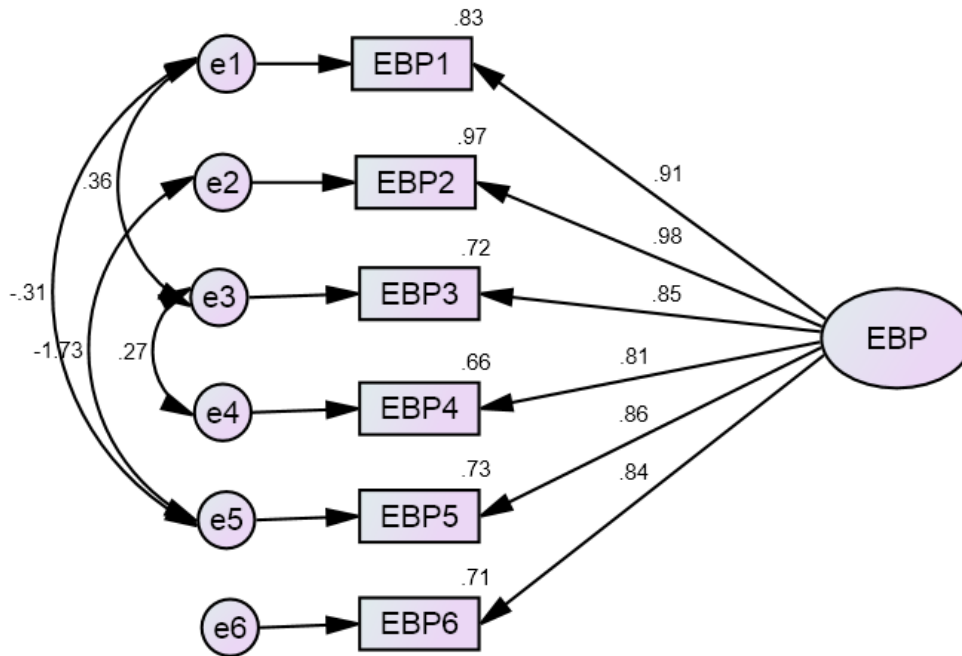 .83
e1
EBP1
.91
.97
e2
EBP2
.98
.36
.72
e3
EBP3
.85
-.31
-1.73
.27
.66
e4
EBP4
.81
EBP
.73
e5
EBP5
.86
.71
e6
EBP6
.84